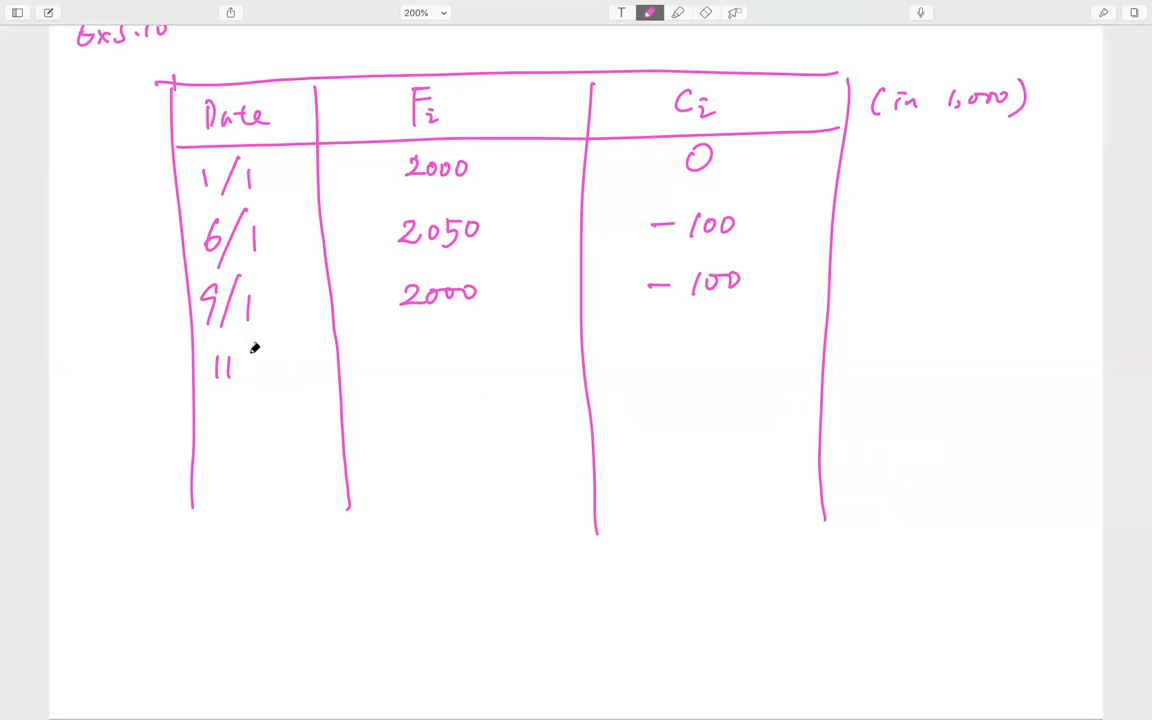 200%
T
Date F_i C_i (in 1,000)
1/1 2000 0
6/1 2050 -100
9/1 2000 -100
11